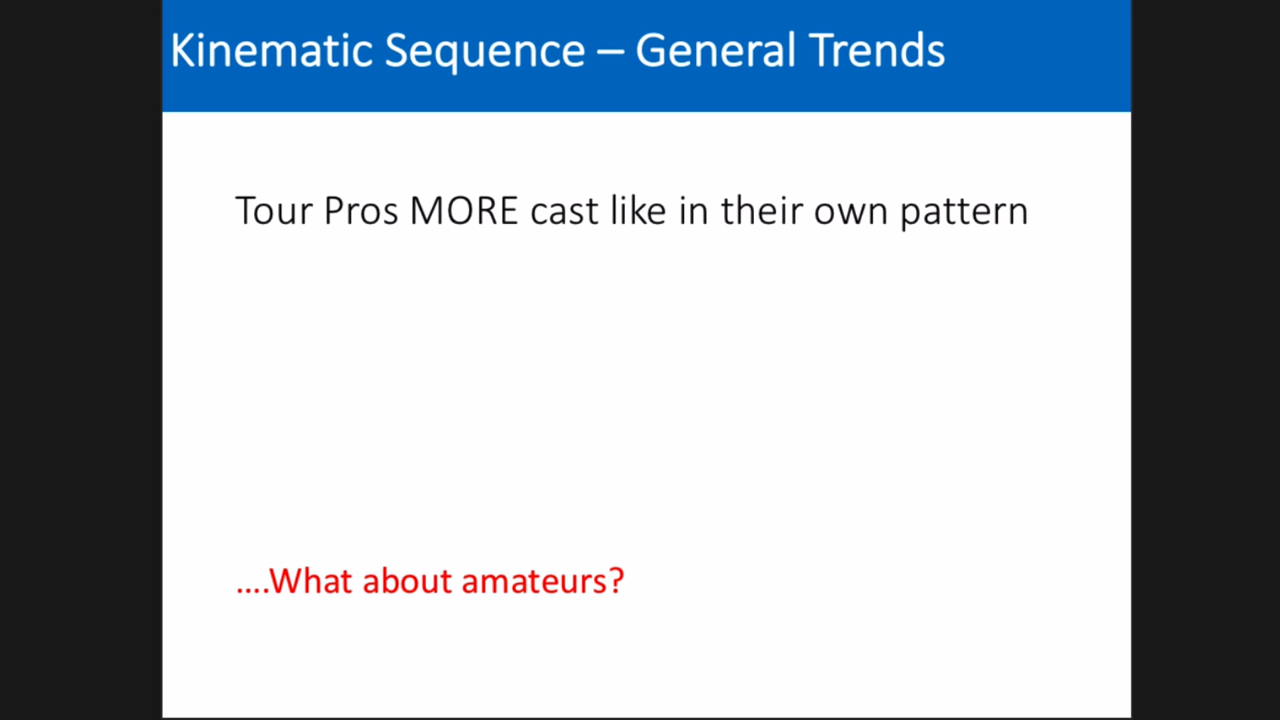 Kinematic Sequence – General Trends
Tour Pros MORE cast like in their own pattern
....What about amateurs?